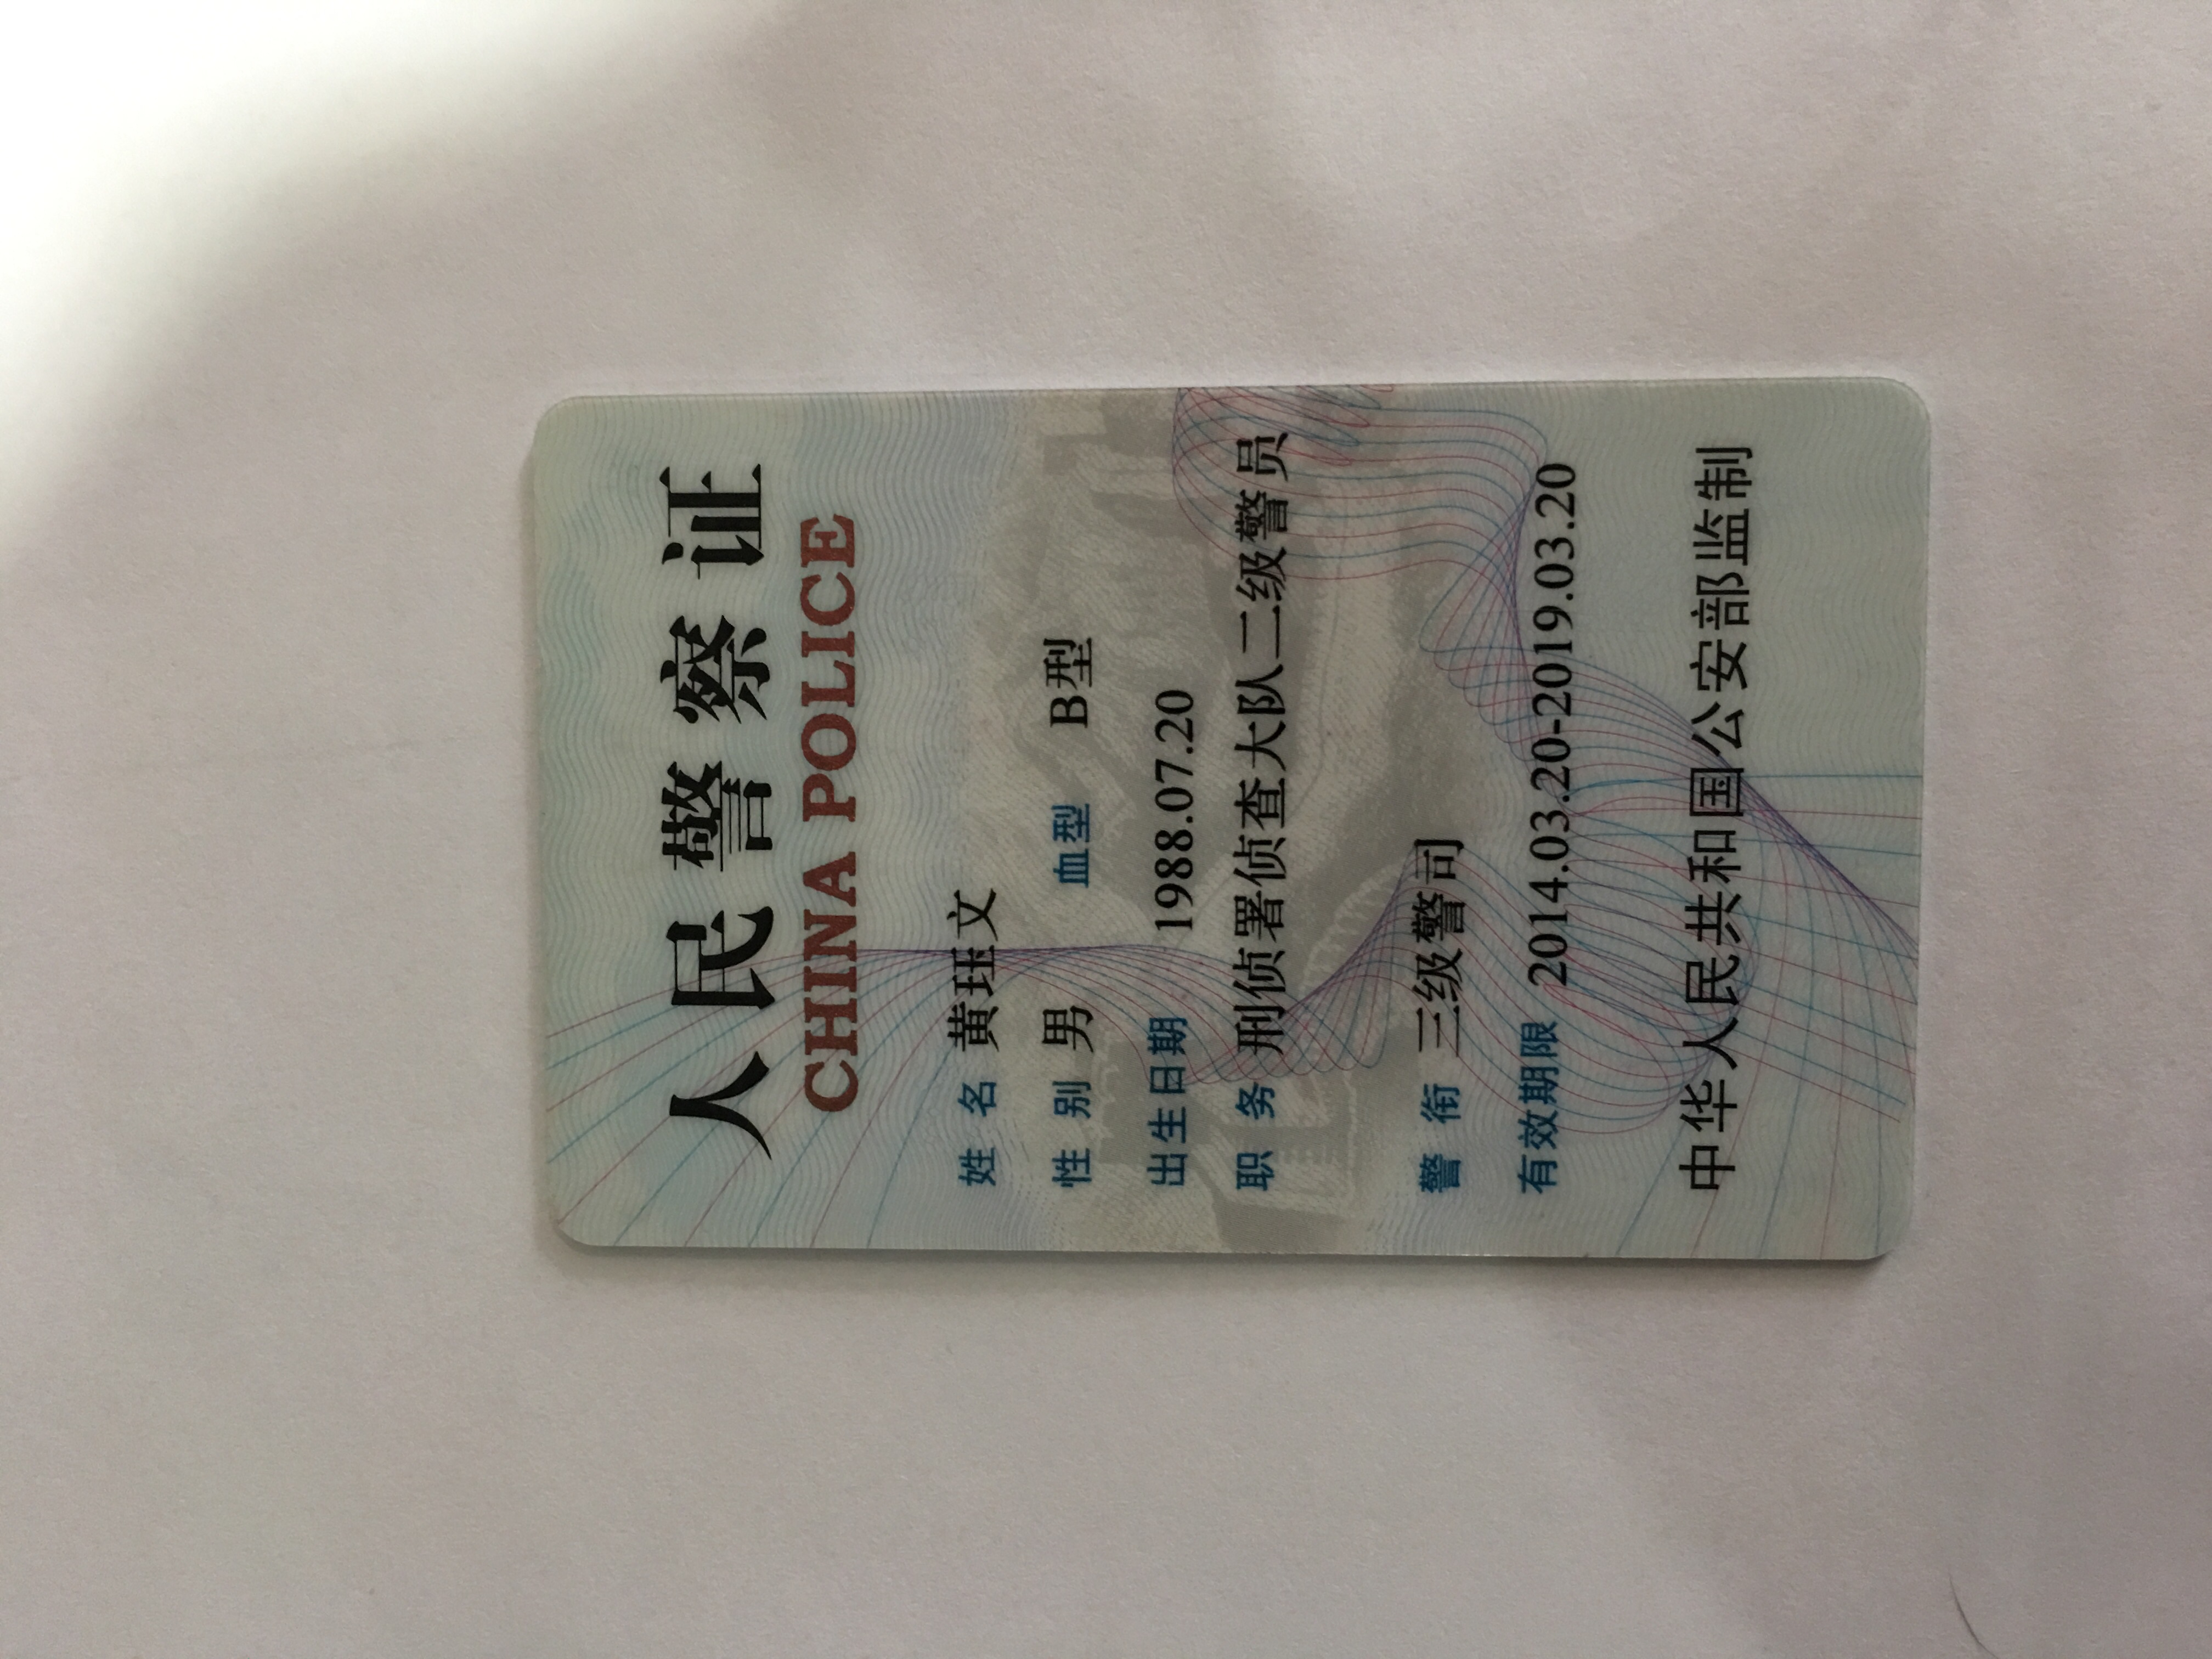 人民警察证
CHINA POLICE
姓 名 黄珏文
性 别 男 血型 B型
出生日期 1988.07.20
职 务 刑侦署侦查大队二级警员
警 衔 三级警司
有效期限 2014.03.20-2019.03.20
中华人民共和国公安部监制